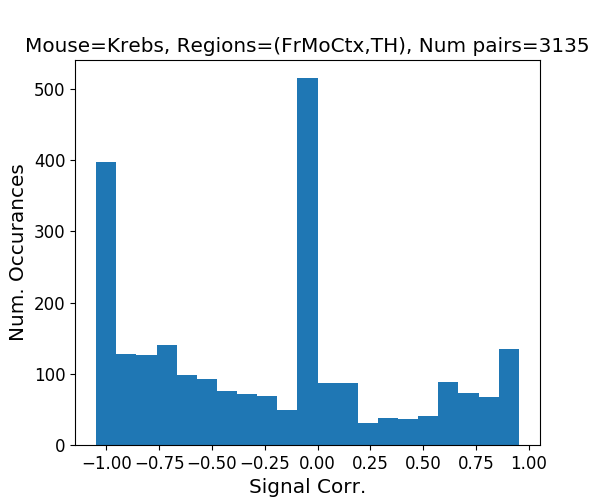 Mouse=Krebs, Regions=(FrMoCtx,TH), Num pairs=3135
Num. Occurances
500
400
300
200
100
0
−1.00 −0.75 −0.50 −0.25 0.00 0.25 0.50 0.75 1.00
Signal Corr.